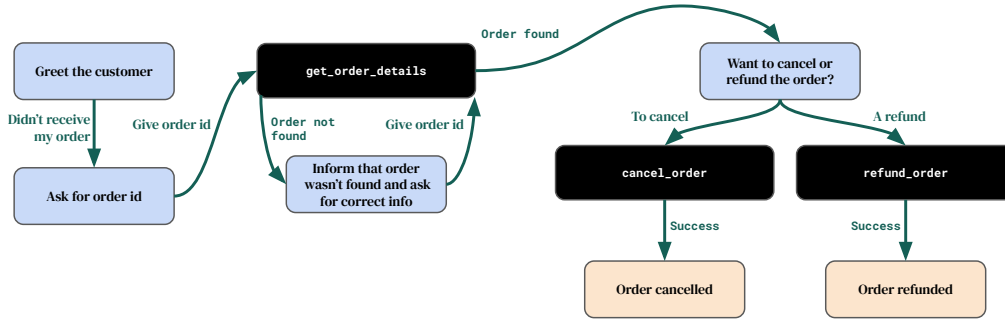 Greet the customer
Didn't receive
my order
Ask for order id
Give order id
get_order_details
Order not
found
Inform that order
wasn't found and ask
for correct info
Give order id
Order found
Want to cancel or
refund the order?
To cancel
A refund
cancel_order
refund_order
Success
Success
Order cancelled
Order refunded